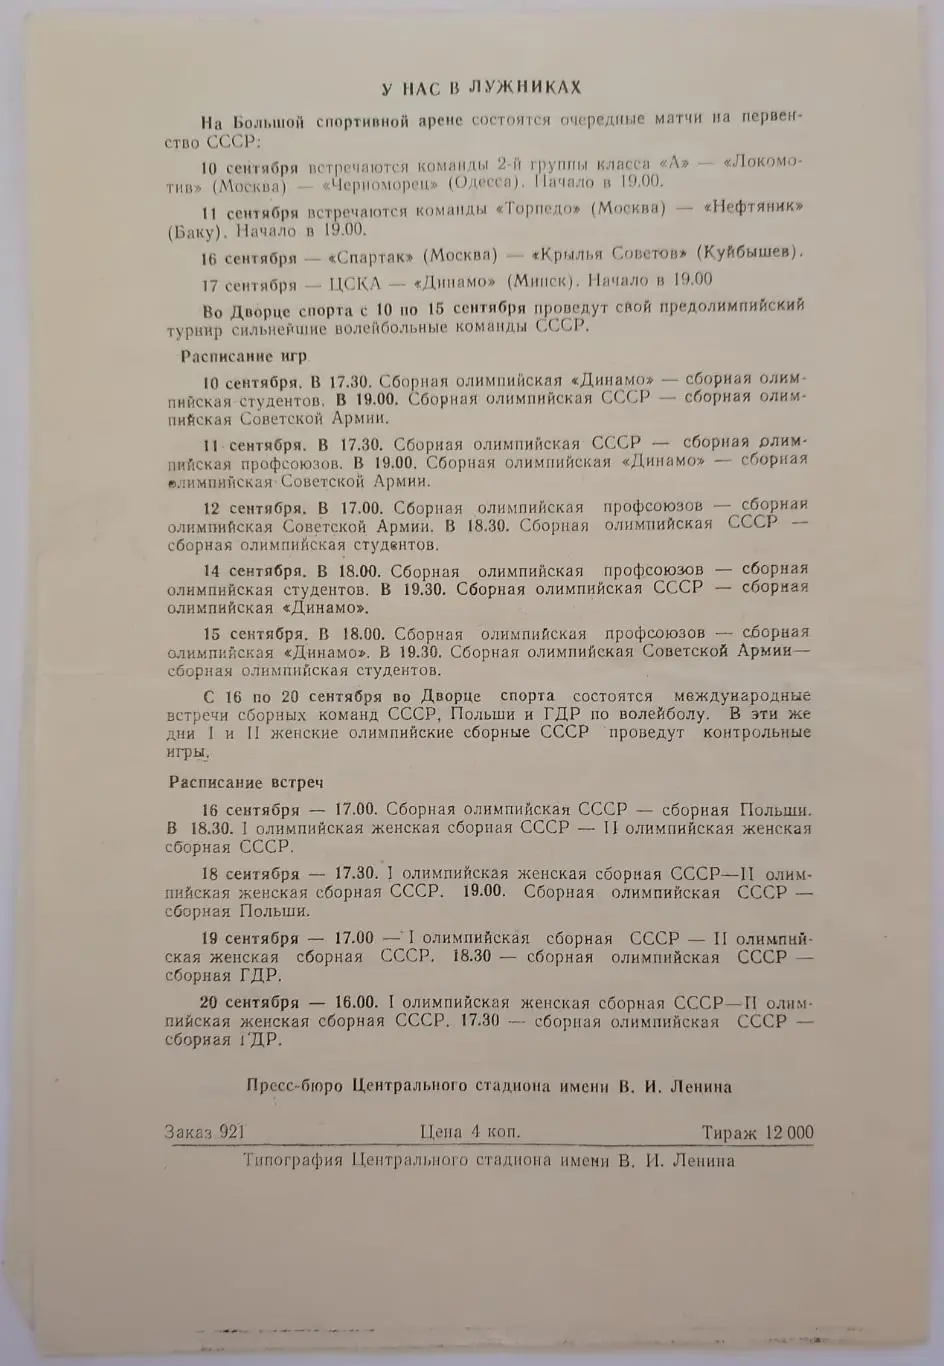 У НАС В ЛУЖНИКАХ
На Большой спортивной арене состоятся очередные матчи на первен-
ство СССР:
10 сентября встречаются команды 2-й группы класса «А» — «Локомо-
тив» (Москва) — «Черноморец» (Одесса). Начало в 19.00.
11 сентября встречаются команды «Торпедо» (Москва) — «Нефтяник»
(Баку). Начало в 19.00.
16 сентября — «Спартак» (Москва) — «Крылья Советов» (Куйбышев).
17 сентября — ЦСКА — «Динамо» (Минск). Начало в 19.00
Во Дворце спорта с 10 по 15 сентября проведут свой предолимпийский
турнир сильнейшие волейбольные команды СССР.
Расписание игр
10 сентября. В 17.30. Сборная олимпийская «Динамо» — сборная олим-
пийская студентов. В 19.00. Сборная олимпийская СССР — сборная олим-
пийская Советской Армии.
11 сентября. В 17.30. Сборная олимпийская СССР — сборная олим-
пийская профсоюзов. В 19.00. Сборная олимпийская «Динамо» — сборная
олимпийская Советской Армии.
12 сентября. В 17.00. Сборная олимпийская профсоюзов — сборная
олимпийская Советской Армии. В 18.30. Сборная олимпийская СССР —
сборная олимпийская студентов.
14 сентября. В 18.00. Сборная олимпийская профсоюзов — сборная
олимпийская студентов. В 19.30. Сборная олимпийская СССР — сборная
олимпийская «Динамо».
15 сентября. В 18.00. Сборная олимпийская профсоюзов — сборная
олимпийская «Динамо». В 19.30. Сборная олимпийская Советской Армии—
сборная олимпийская студентов.
С 16 по 20 сентября во Дворце спорта состоятся международные
встречи сборных команд СССР, Польши и ГДР по волейболу. В эти же
дни I и II женские олимпийские сборные СССР проведут контрольные
игры.
Расписание встреч
16 сентября — 17.00. Сборная олимпийская СССР — сборная Польши.
В 18.30. I олимпийская женская сборная СССР — II олимпийская женская
сборная СССР.
18 сентября — 17.30. I олимпийская женская сборная СССР—II олим-
пийская женская сборная СССР. 19.00. Сборная олимпийская СССР —
сборная Польши.
19 сентября — 17.00 — I олимпийская сборная СССР — II олимпий-
ская женская сборная СССР. 18.30 — сборная олимпийская СССР —
сборная ГДР.
20 сентября — 16.00. I олимпийская женская сборная СССР—II олим-
пийская женская сборная СССР. 17.30 — сборная олимпийская СССР —
сборная ГДР.
Пресс-бюро Центрального стадиона имени В. И. Ленина
Заказ 921 Цена 4 коп. Тираж 12 000
Типография Центрального стадиона имени В. И. Ленина